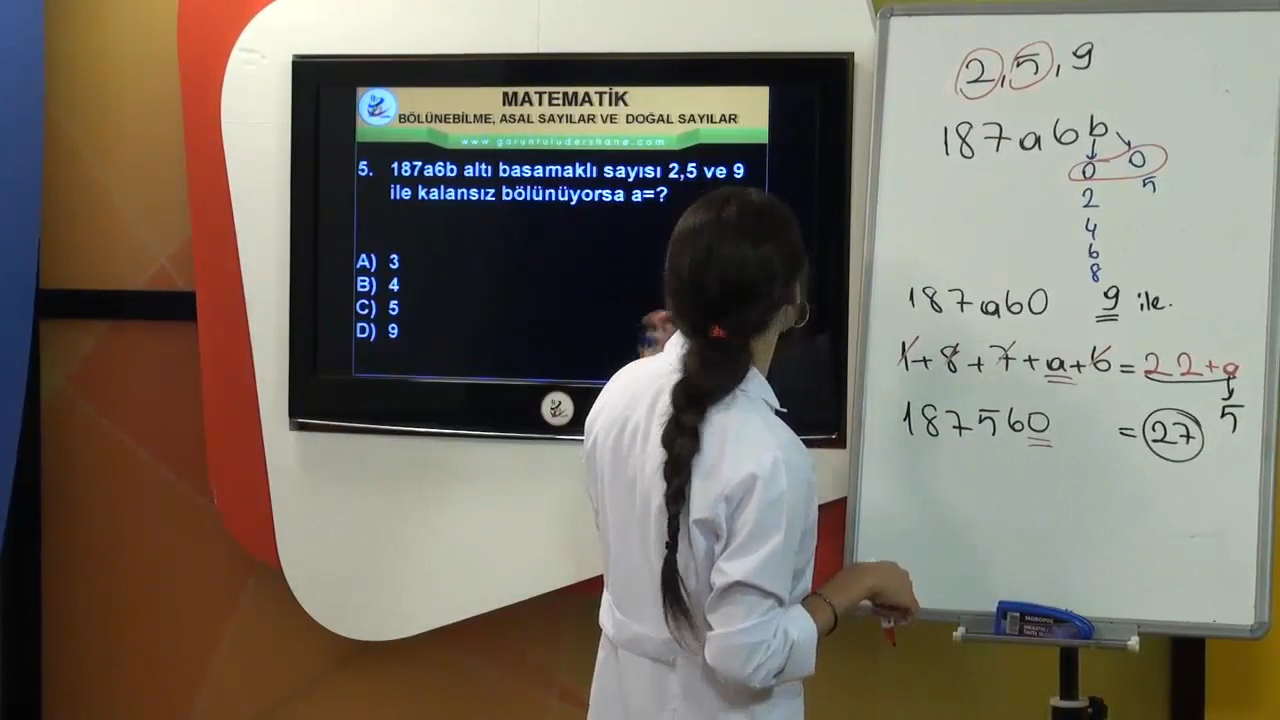 MATEMATİK
BÖLÜNEBİLME, ASAL SAYILAR VE DOĞAL SAYILAR
www.goruntuludershane.com
5. 187a6b altı basamaklı sayısı 2,5 ve 9
ile kalansız bölünüyorsa a=?
A) 3
B) 4
C) 5
D) 9
2, 5, 9
187a6b
0 0
2 5
4
6
8
187a60 9 ile.
1+8+7+a+6=22+a
5
187560 = 27